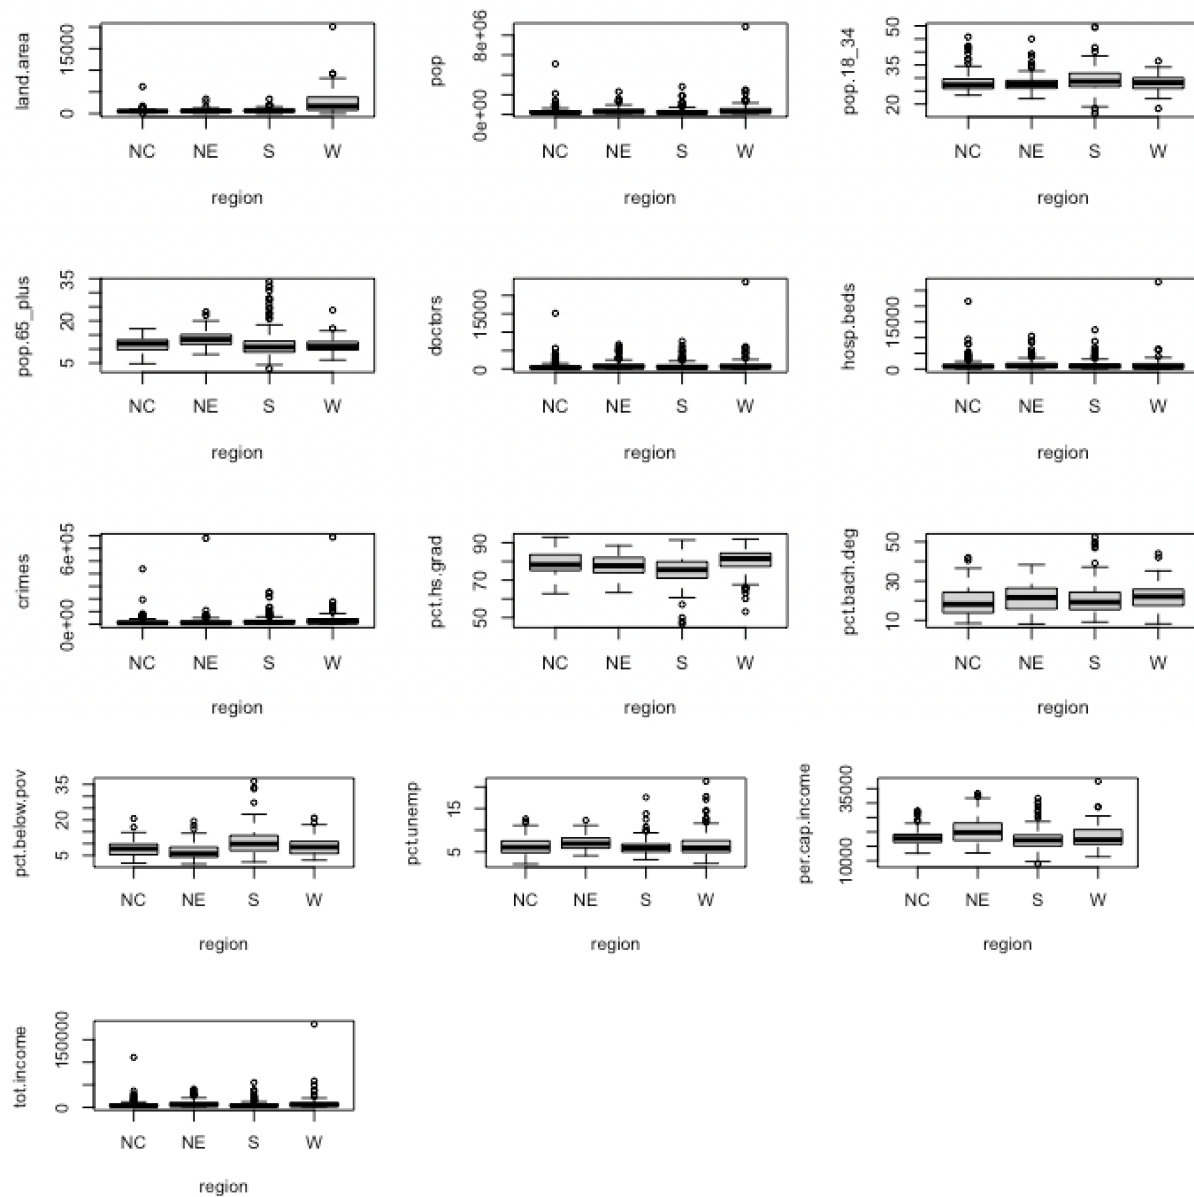 land.area
15000
0
NC NE S W
region
pop
8e+06
0e+00
NC NE S W
region
pop.18_34
50
35
20
NC NE S W
region
pop.65_plus
35
20
5
NC NE S W
region
doctors
15000
0
NC NE S W
region
hosp.beds
15000
0
NC NE S W
region
crimes
6e+05
0e+00
NC NE S W
region
pct.hs.grad
90
70
50
NC NE S W
region
pct.bach.deg
50
30
10
NC NE S W
region
pct.below.pov
35
20
5
NC NE S W
region
pct.unemp
15
5
NC NE S W
region
per.cap.income
35000
10000
NC NE S W
region
tot.income
150000
0
NC NE S W
region